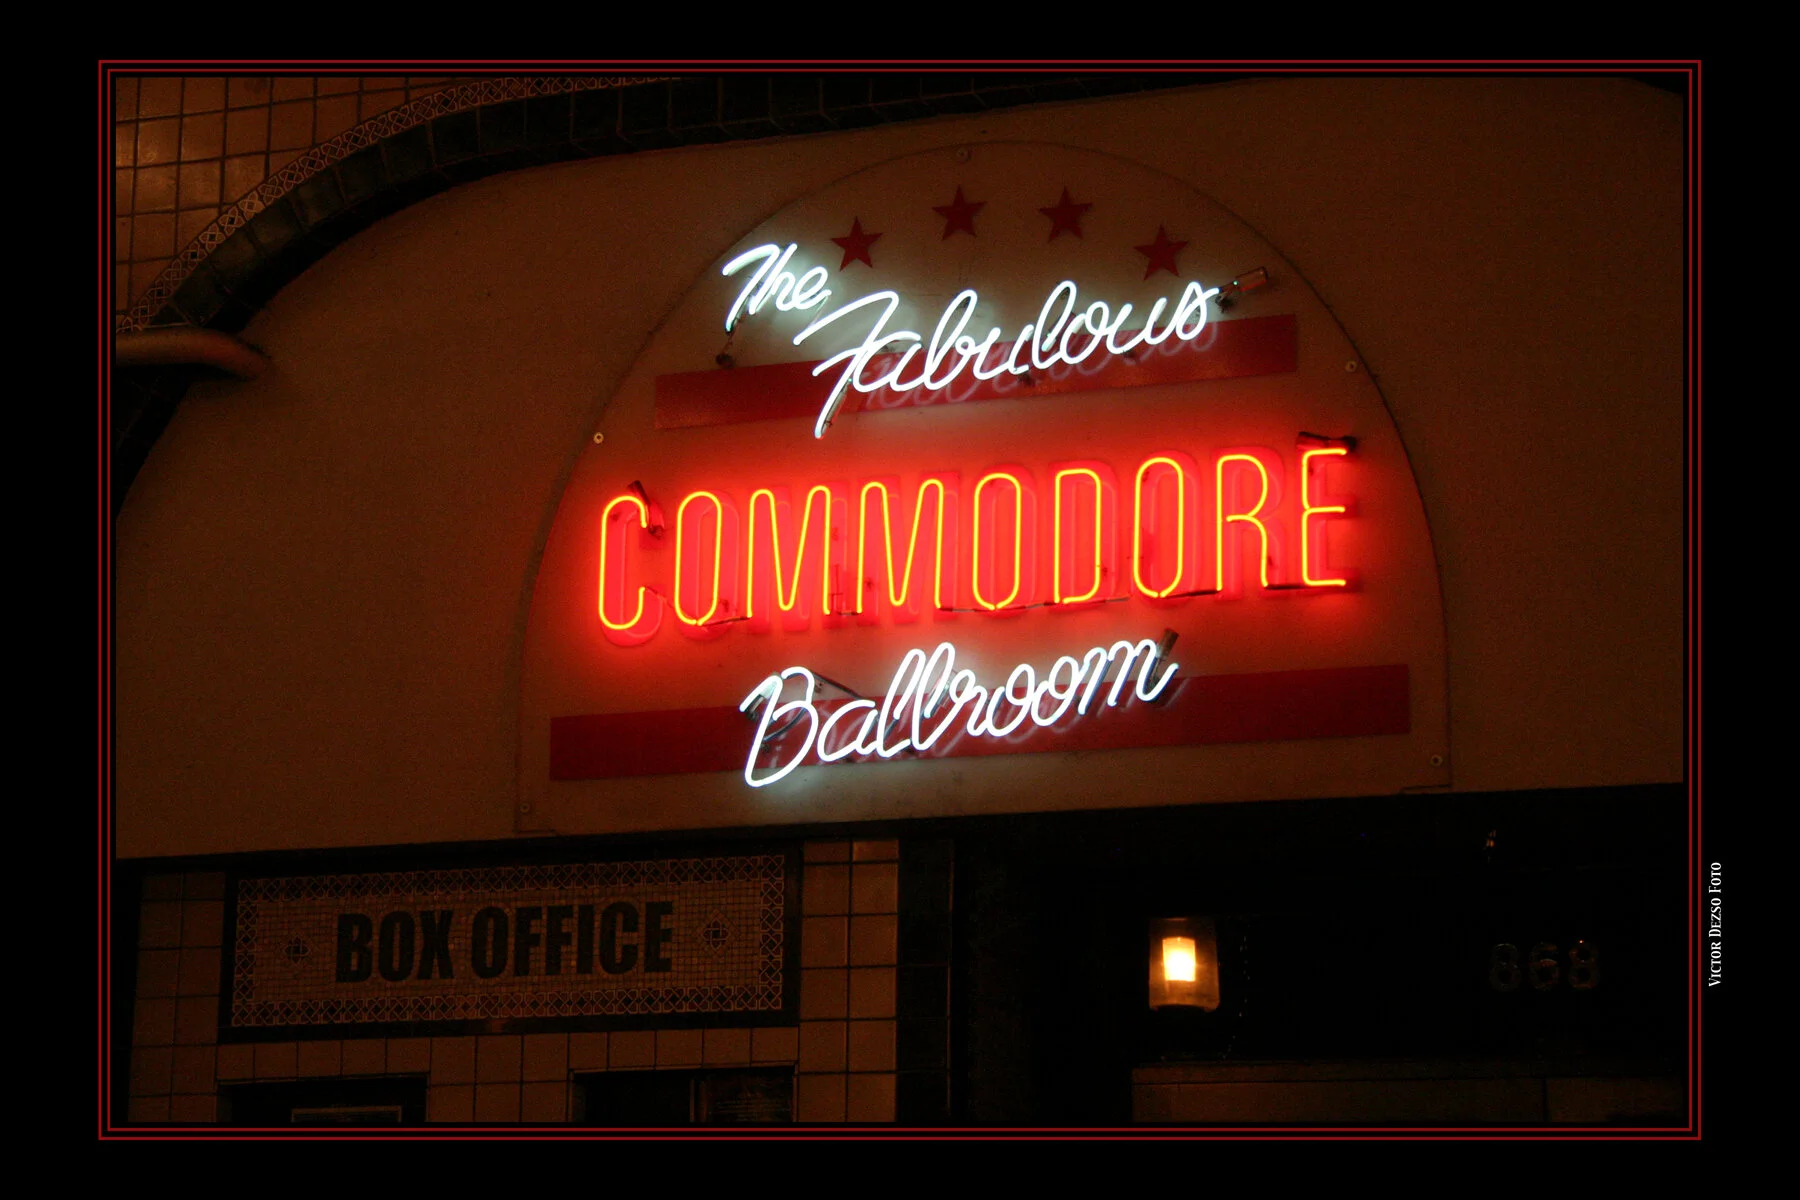 The
Fabulous
COMMODORE
Ballroom
BOX OFFICE
868
Victor Dezso Foto